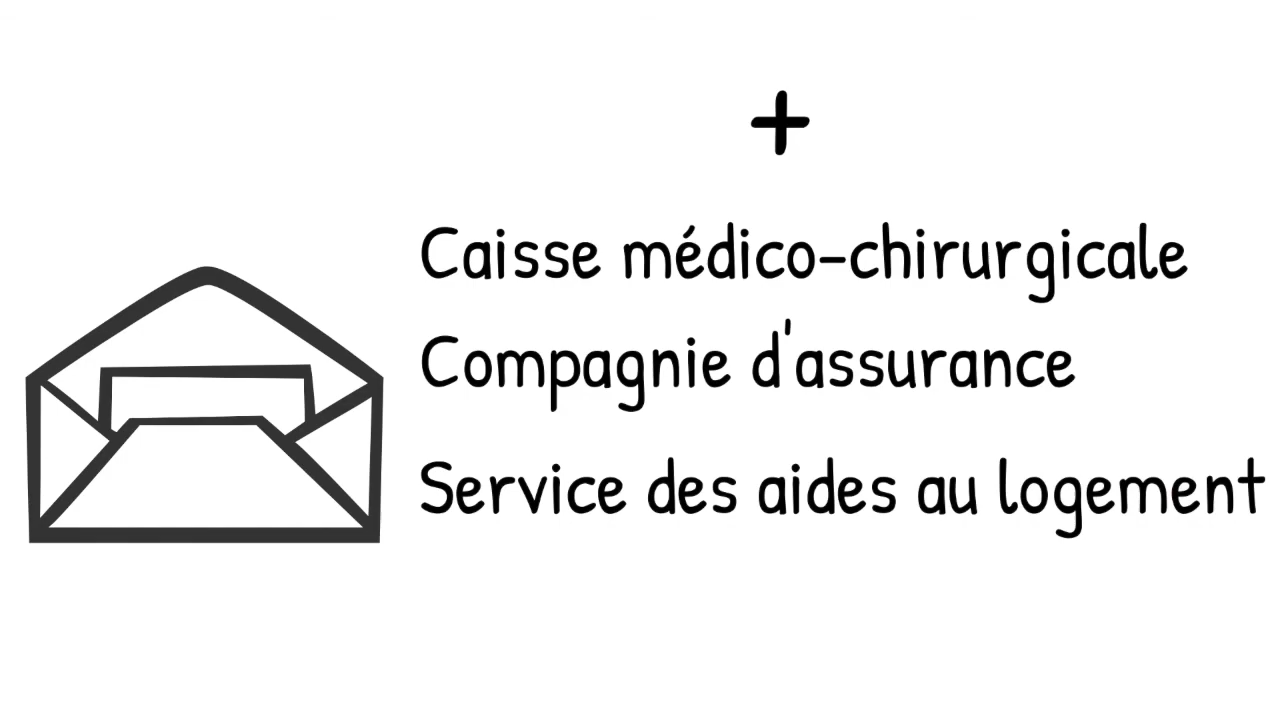 +
Caisse médico-chirurgicale
Compagnie d'assurance
Service des aides au logement